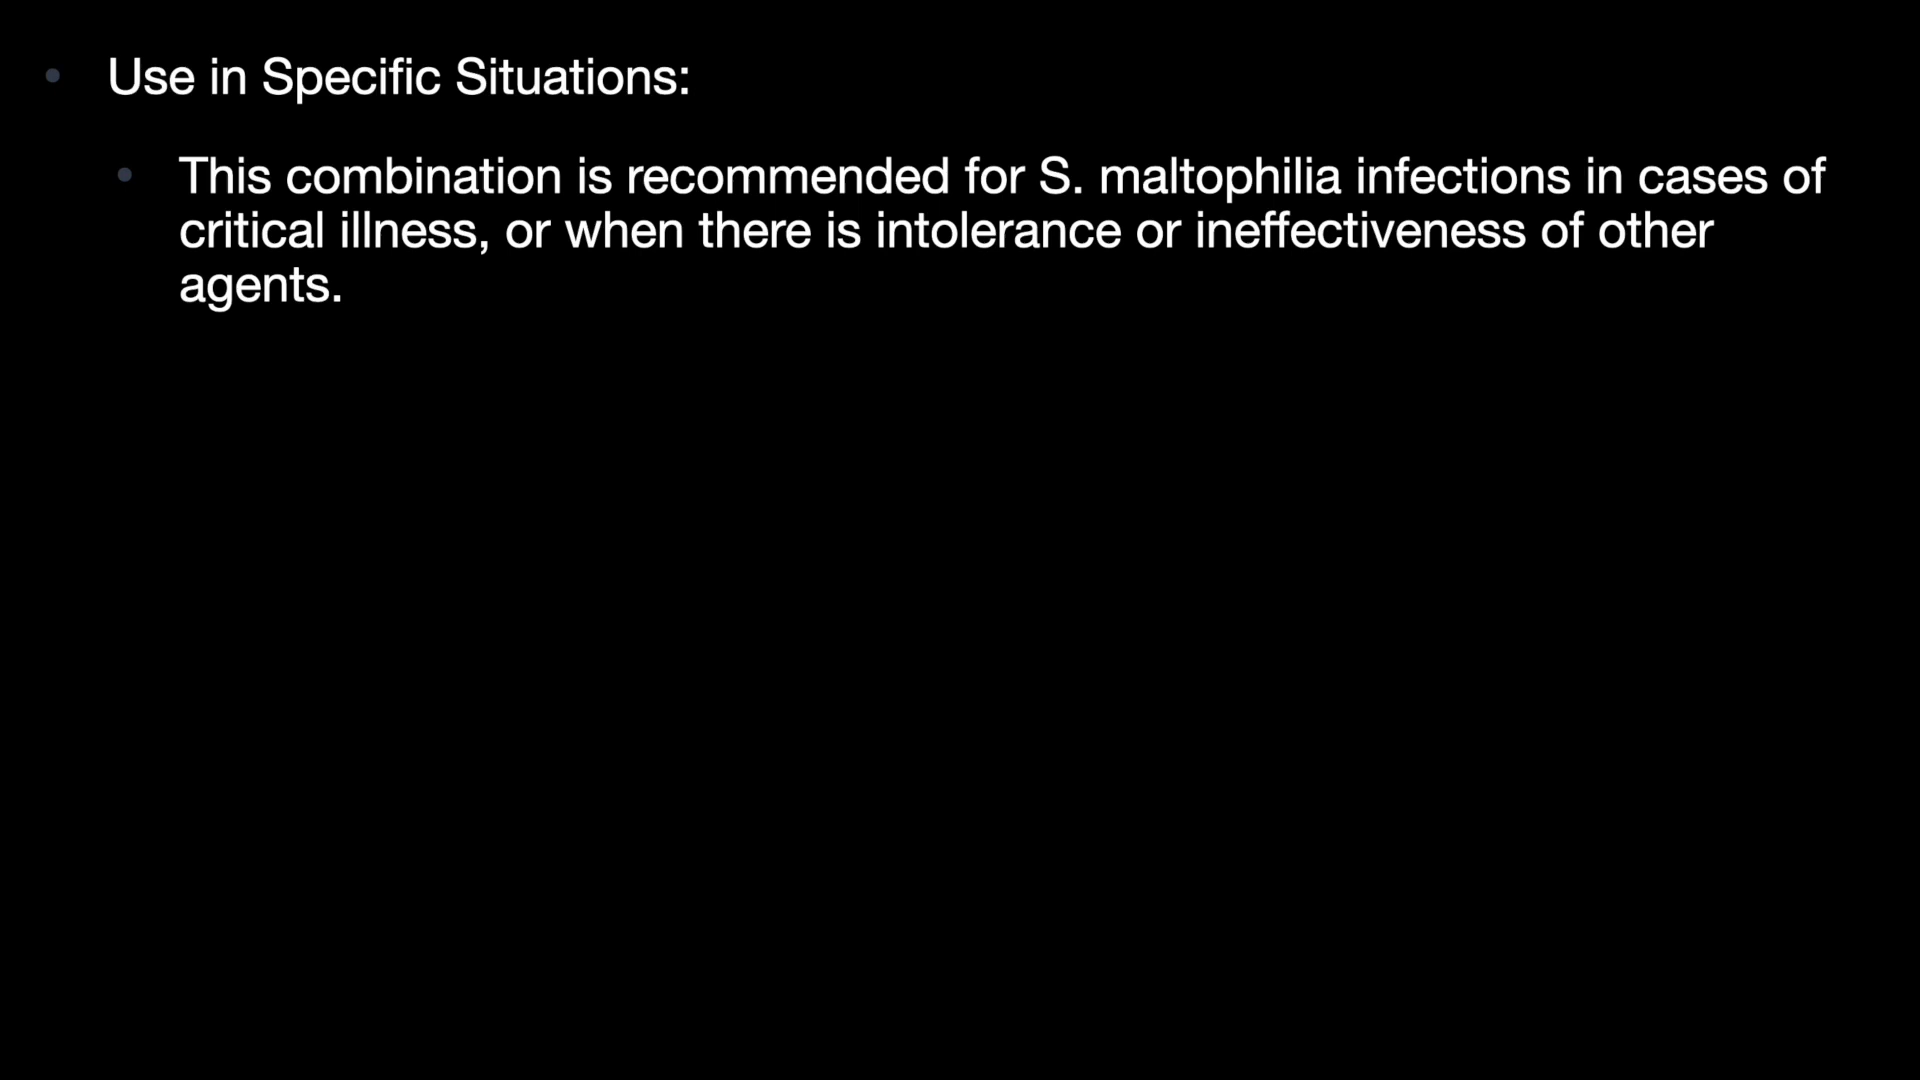 Use in Specific Situations:
This combination is recommended for S. maltophilia infections in cases of
critical illness, or when there is intolerance or ineffectiveness of other
agents.